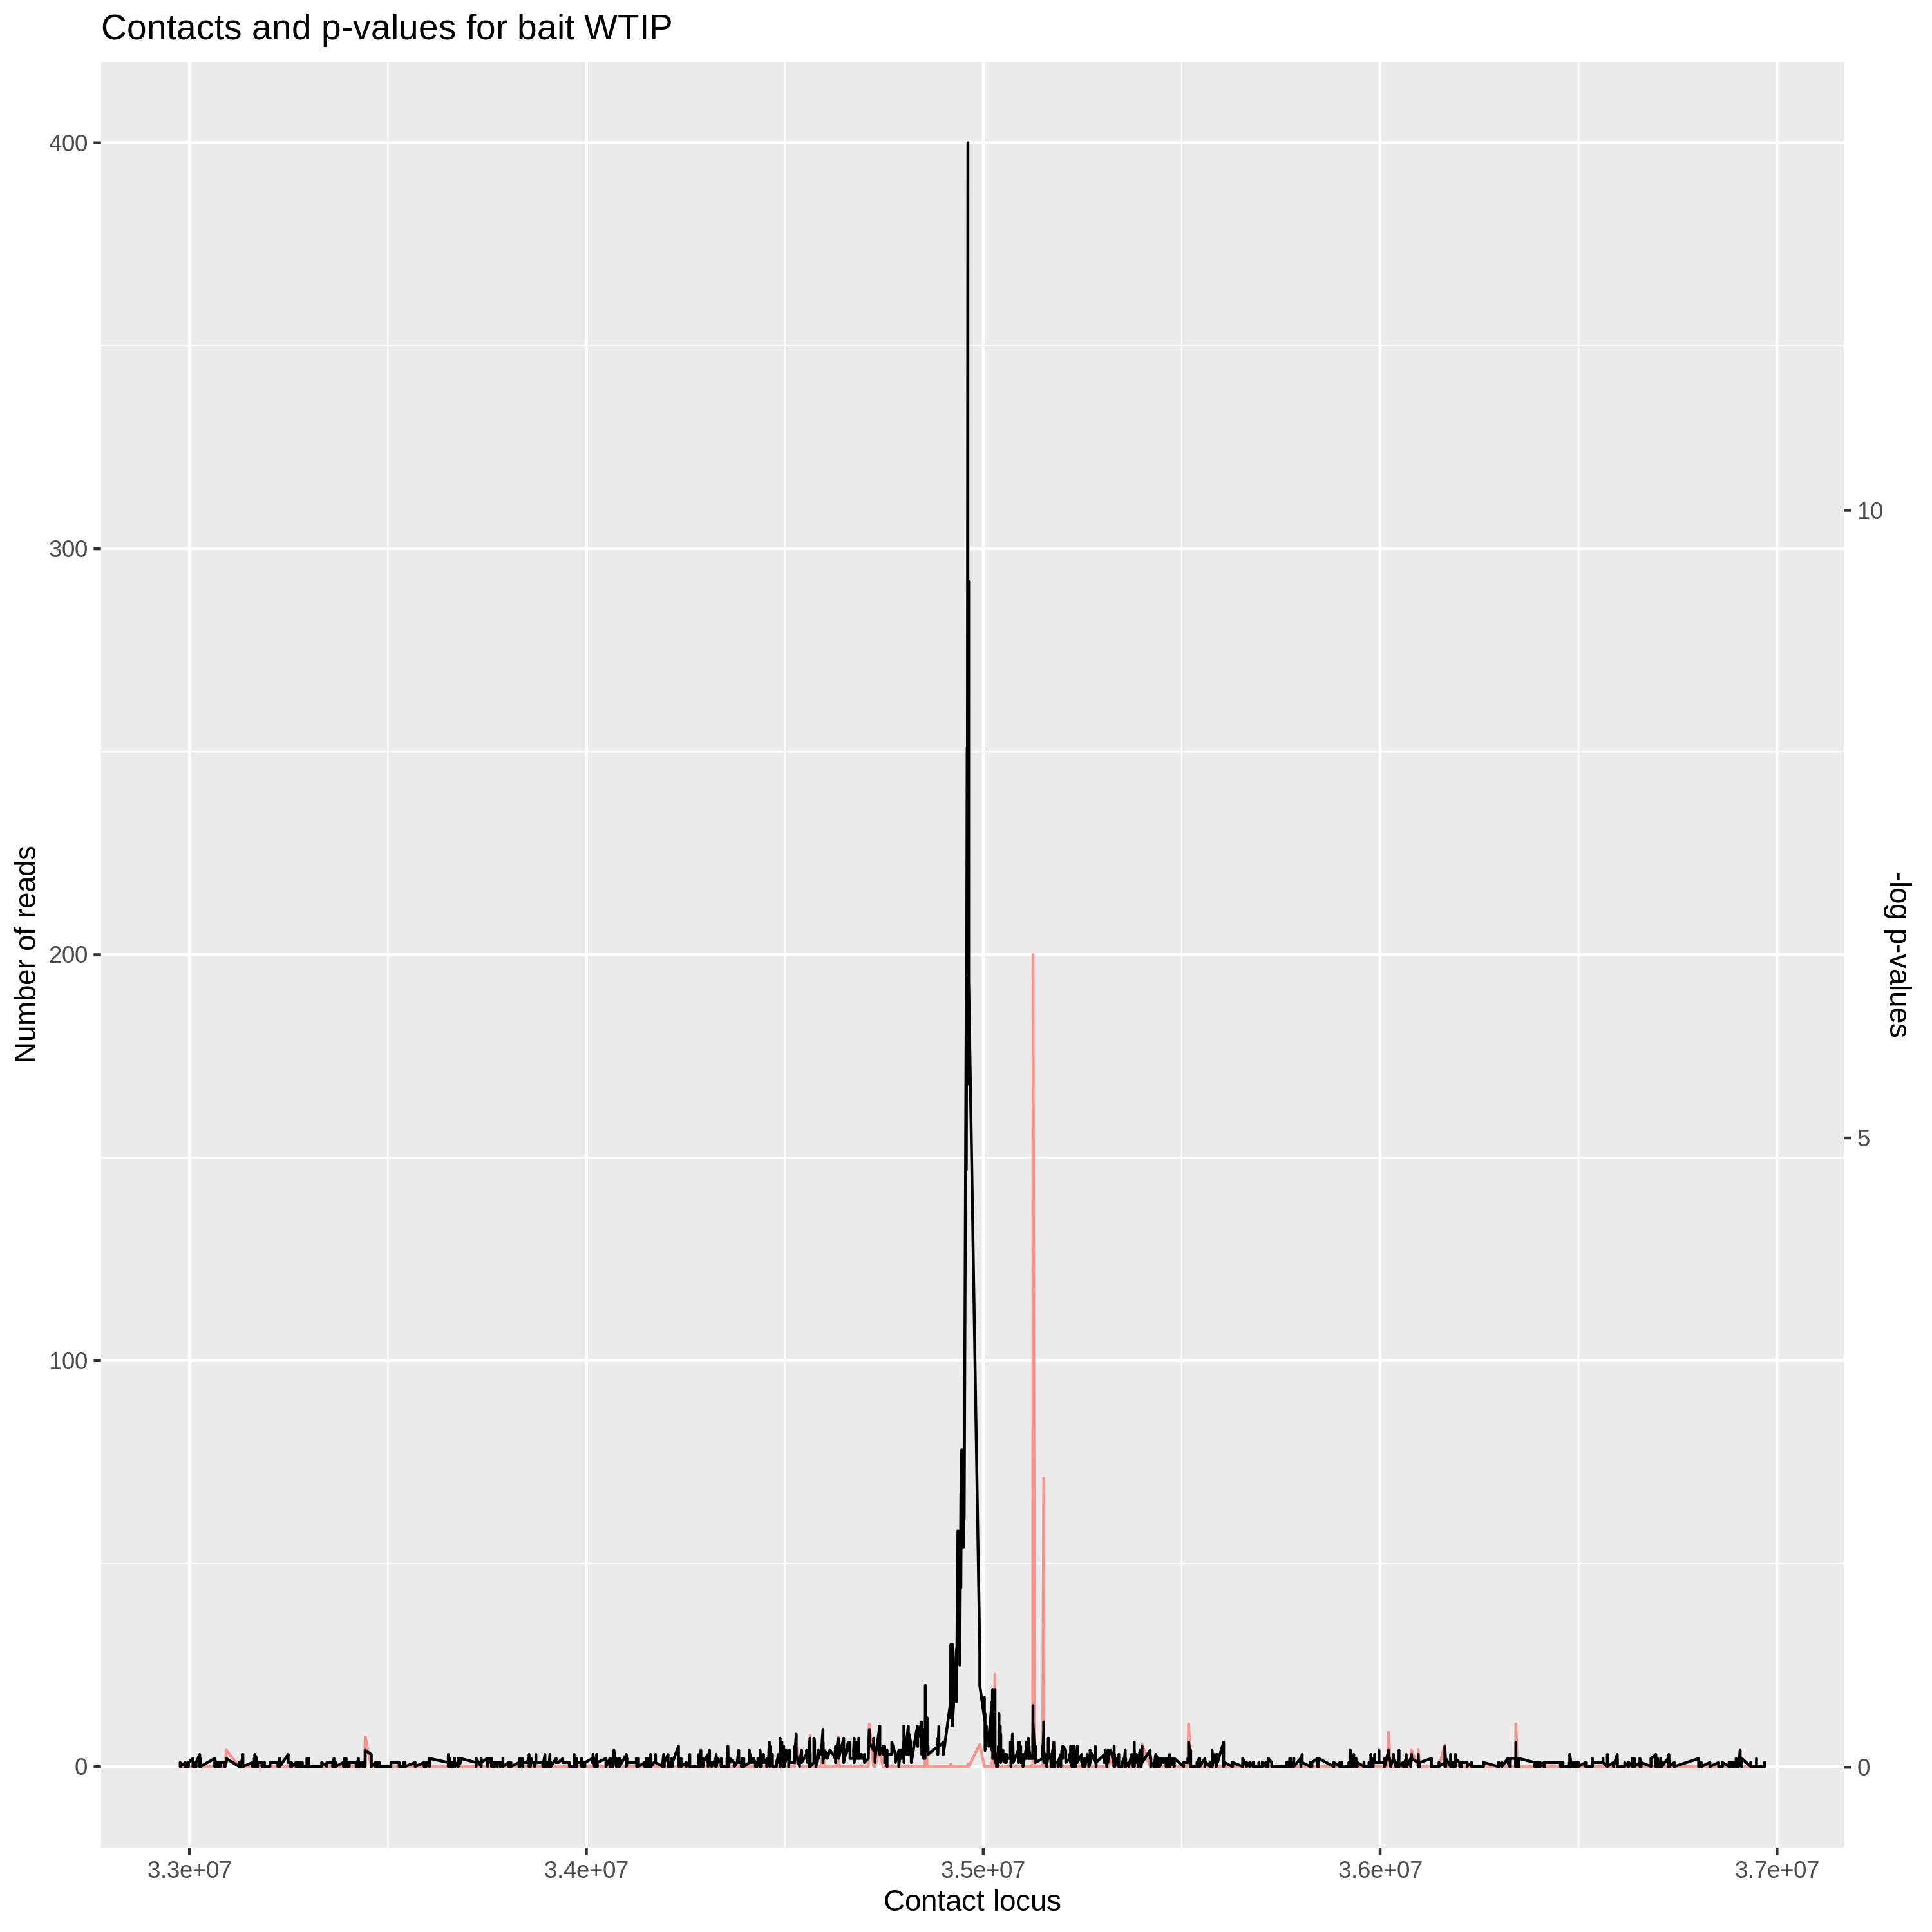 Contacts and p-values for bait WTIP
400
300
200
100
0
Number of reads
10
5
0
-log p-values
3.3e+07
3.4e+07
3.5e+07
3.6e+07
3.7e+07
Contact locus